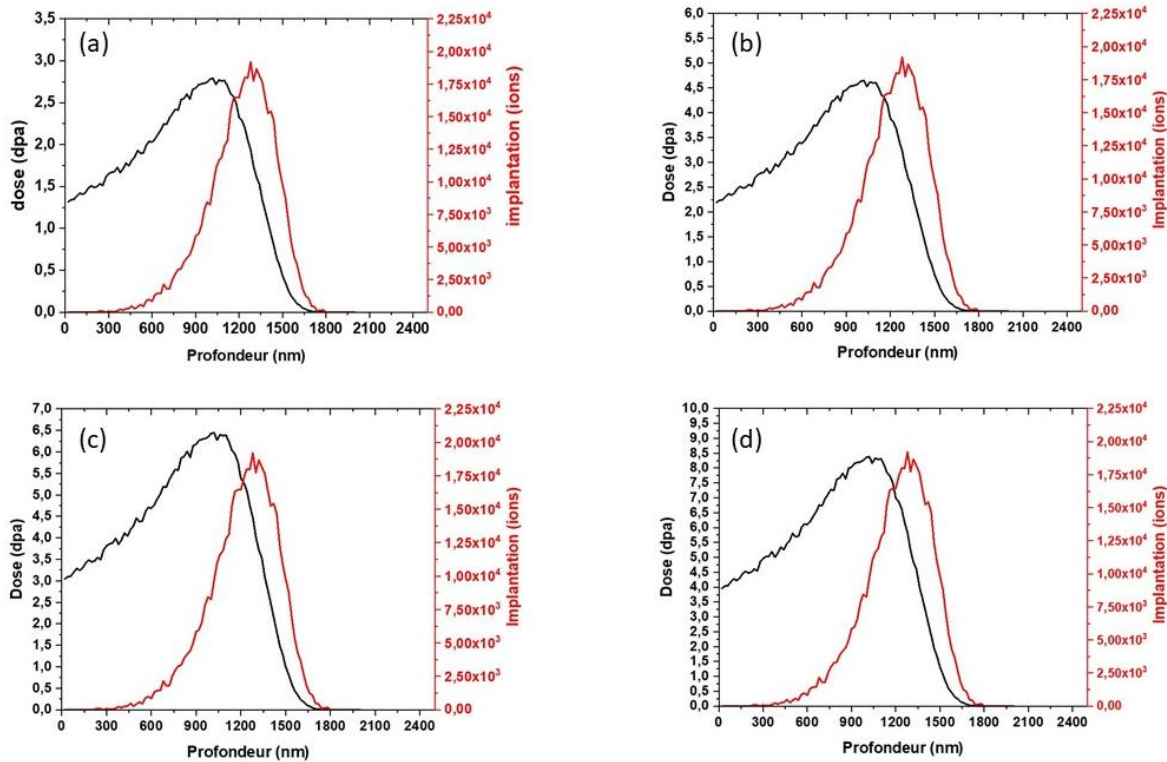 (a)
3,5
3,0
2,5
2,0
1,5
1,0
0,5
0,0
dose (dpa)
0 300 600 900 1200 1500 1800 2100 2400
Profondeur (nm)
2,25x10⁴
2,00x10⁴
1,75x10⁴
1,50x10⁴
1,25x10⁴
1,00x10⁴
7,50x10³
5,00x10³
2,50x10³
0,00
implantation (ions)
(b)
6,0
5,5
5,0
4,5
4,0
3,5
3,0
2,5
2,0
1,5
1,0
0,5
0,0
Dose (dpa)
0 300 600 900 1200 1500 1800 2100 2400
Profondeur (nm)
2,25x10⁴
2,00x10⁴
1,75x10⁴
1,50x10⁴
1,25x10⁴
1,00x10⁴
7,50x10³
5,00x10³
2,50x10³
0,00
Implantation (ions)
(c)
7,0
6,5
6,0
5,5
5,0
4,5
4,0
3,5
3,0
2,5
2,0
1,5
1,0
0,5
0,0
Dose (dpa)
0 300 600 900 1200 1500 1800 2100 2400
Profondeur (nm)
2,25x10⁴
2,00x10⁴
1,75x10⁴
1,50x10⁴
1,25x10⁴
1,00x10⁴
7,50x10³
5,00x10³
2,50x10³
0,00
Implantation (ions)
(d)
10,0
9,5
9,0
8,5
8,0
7,5
7,0
6,5
6,0
5,5
5,0
4,5
4,0
3,5
3,0
2,5
2,0
1,5
1,0
0,5
0,0
Dose (dpa)
0 300 600 900 1200 1500 1800 2100 2400
Profondeur (nm)
2,25x10⁴
2,00x10⁴
1,75x10⁴
1,50x10⁴
1,25x10⁴
1,00x10⁴
7,50x10³
5,00x10³
2,50x10³
0,00
Implantation (ions)